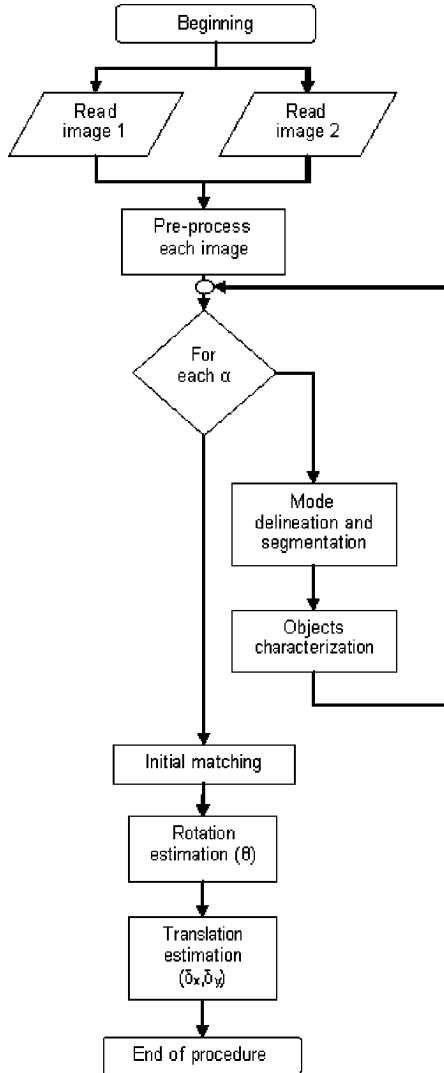 Beginning
Read
image 1
Read
image 2
Pre-process
each image
For
each α
Mode
delineation and
segmentation
Objects
characterization
Initial matching
Rotation
estimation (θ)
Translation
estimation
(δx,δy)
End of procedure